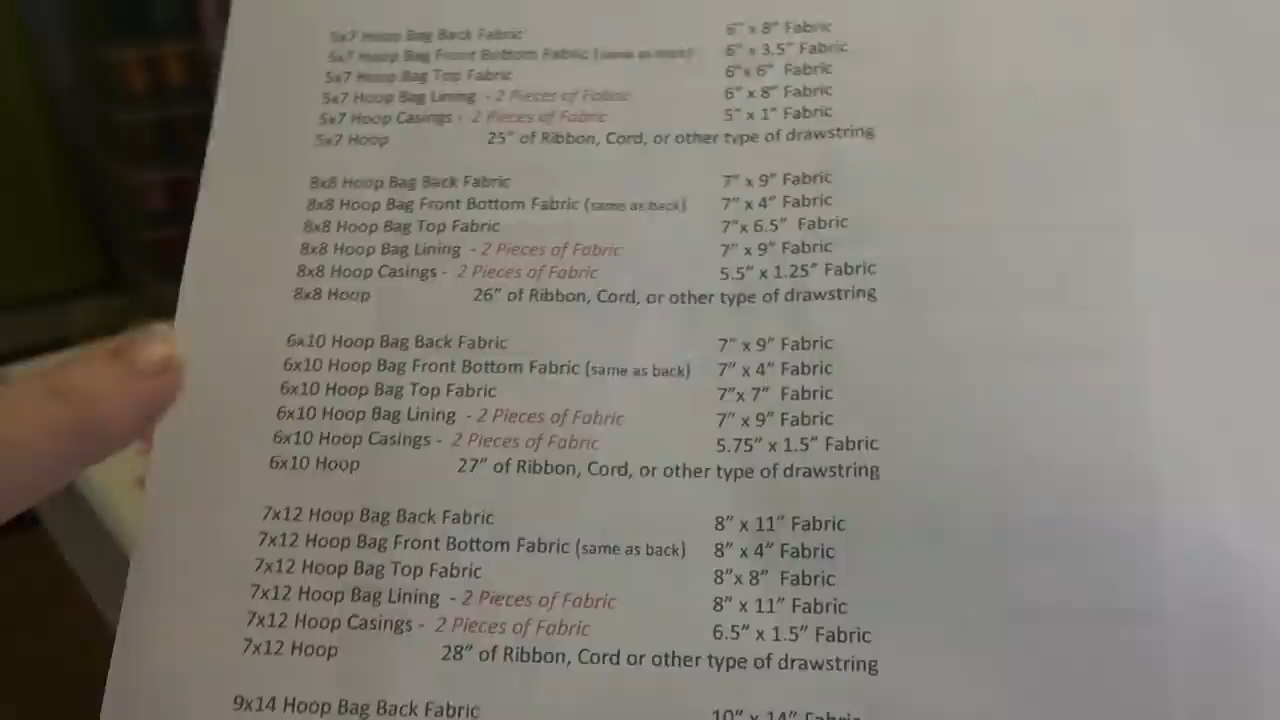 5x7 Hoop Bag Back Fabric 6" x 8" Fabric
5x7 Hoop Bag Front Bottom Fabric (same as back) 6" x 3.5" Fabric
5x7 Hoop Bag Top Fabric 6"x 6" Fabric
5x7 Hoop Bag Lining - 2 Pieces of Fabric 6" x 8" Fabric
5x7 Hoop Casings - 2 Pieces of Fabric 5" x 1" Fabric
5x7 Hoop 25" of Ribbon, Cord, or other type of drawstring
8x8 Hoop Bag Back Fabric 7" x 9" Fabric
8x8 Hoop Bag Front Bottom Fabric (same as back) 7" x 4" Fabric
8x8 Hoop Bag Top Fabric 7"x 6.5" Fabric
8x8 Hoop Bag Lining - 2 Pieces of Fabric 7" x 9" Fabric
8x8 Hoop Casings - 2 Pieces of Fabric 5.5" x 1.25" Fabric
8x8 Hoop 26" of Ribbon, Cord, or other type of drawstring
6x10 Hoop Bag Back Fabric 7" x 9" Fabric
6x10 Hoop Bag Front Bottom Fabric (same as back) 7" x 4" Fabric
6x10 Hoop Bag Top Fabric 7"x 7" Fabric
6x10 Hoop Bag Lining - 2 Pieces of Fabric 7" x 9" Fabric
6x10 Hoop Casings - 2 Pieces of Fabric 5.75" x 1.5" Fabric
6x10 Hoop 27" of Ribbon, Cord, or other type of drawstring
7x12 Hoop Bag Back Fabric 8" x 11" Fabric
7x12 Hoop Bag Front Bottom Fabric (same as back) 8" x 4" Fabric
7x12 Hoop Bag Top Fabric 8"x 8" Fabric
7x12 Hoop Bag Lining - 2 Pieces of Fabric 8" x 11" Fabric
7x12 Hoop Casings - 2 Pieces of Fabric 6.5" x 1.5" Fabric
7x12 Hoop 28" of Ribbon, Cord or other type of drawstring
9x14 Hoop Bag Back Fabric 10" x 14" Fabric